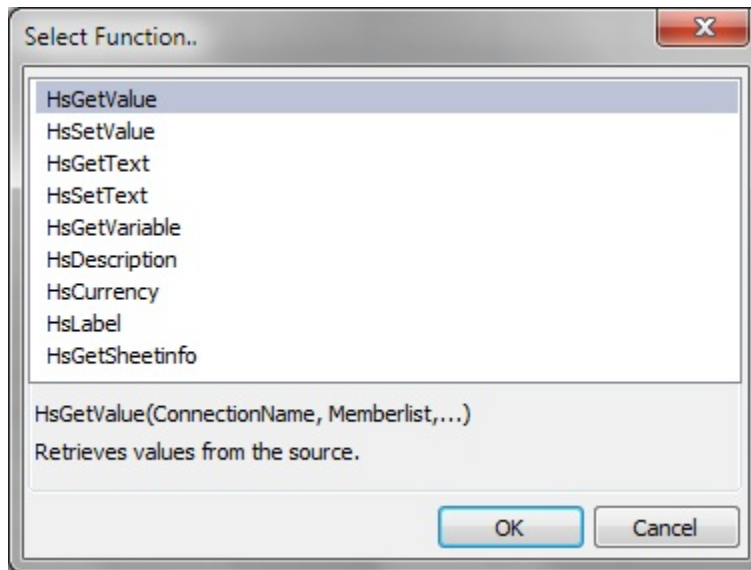 Select Function..
HsGetValue
HsSetValue
HsGetText
HsSetText
HsGetVariable
HsDescription
HsCurrency
HsLabel
HsGetSheetinfo
HsGetValue(ConnectionName, Memberlist,...)
Retrieves values from the source.
OK
Cancel